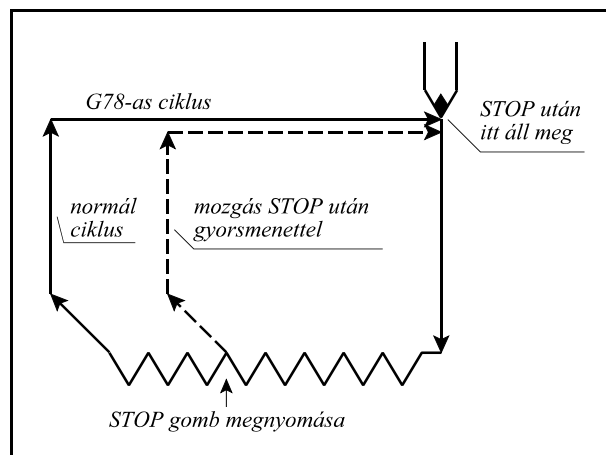 G78-as ciklus
STOP után
itt áll meg
normál
ciklus
mozgás STOP után
gyorsmenettel
STOP gomb megnyomása